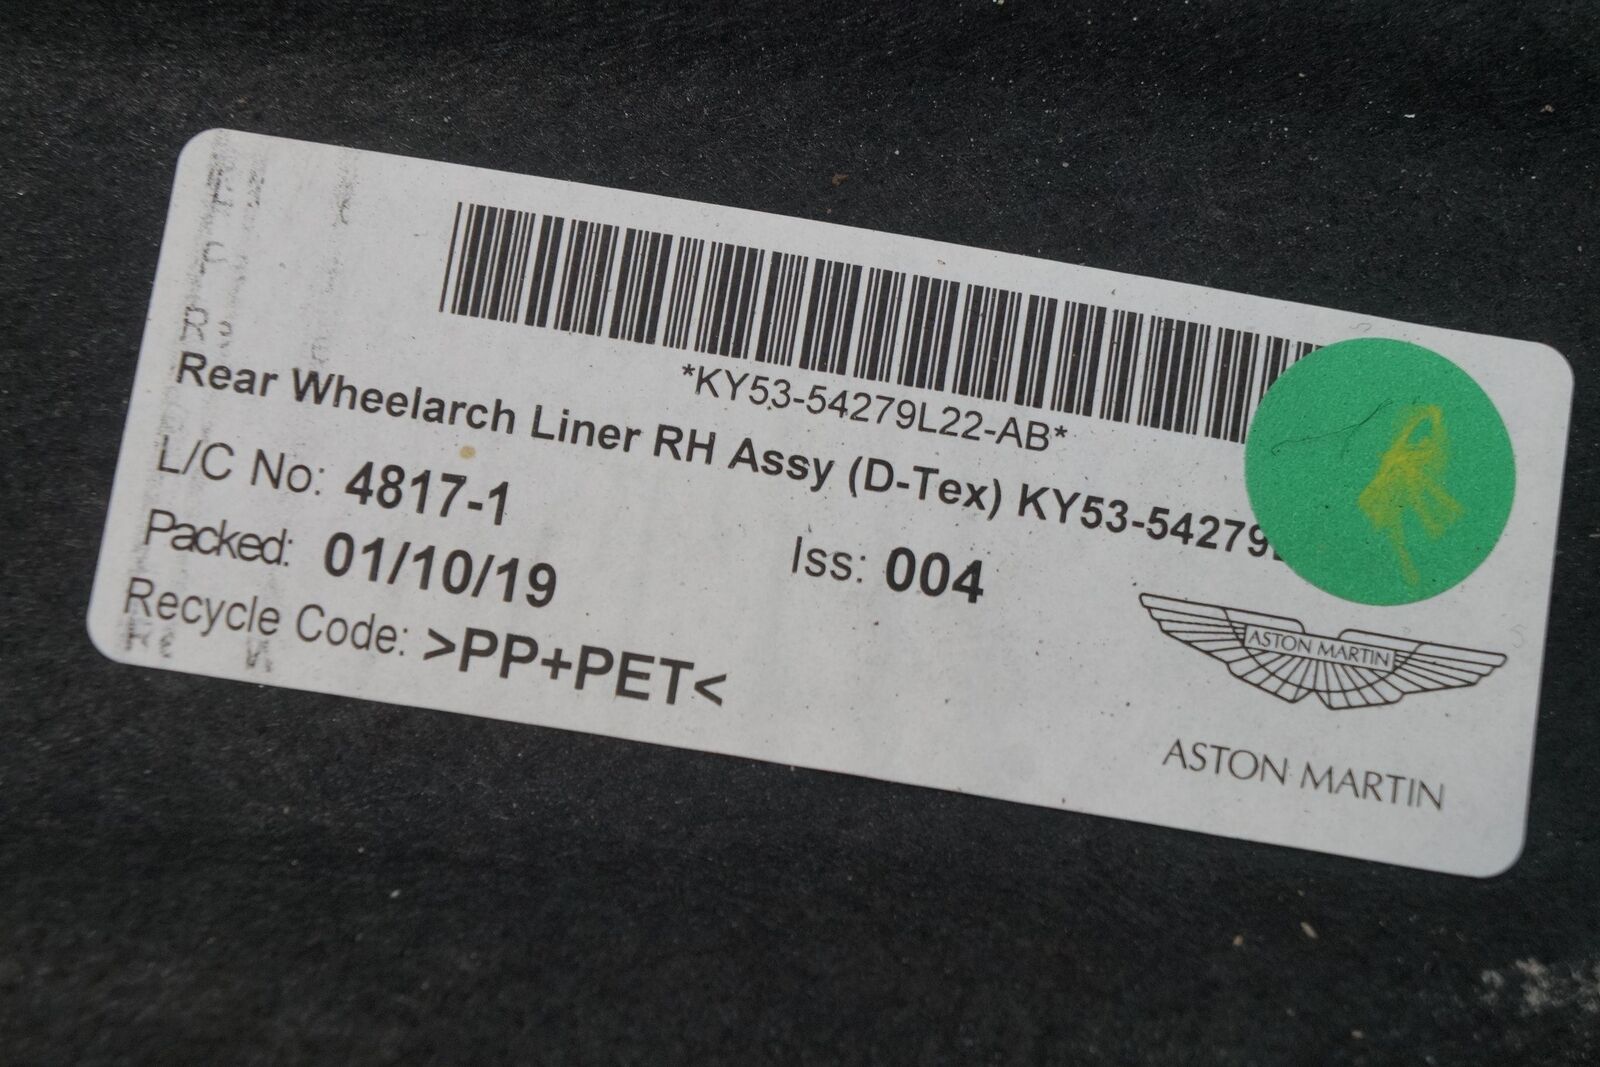 *KY53-54279L22-AB*
Rear Wheelarch Liner RH Assy (D-Tex) KY53-54279
L/C No: 4817-1
Packed: 01/10/19 Iss: 004
Recycle Code: >PP+PET<
ASTON MARTIN
ASTON MARTIN